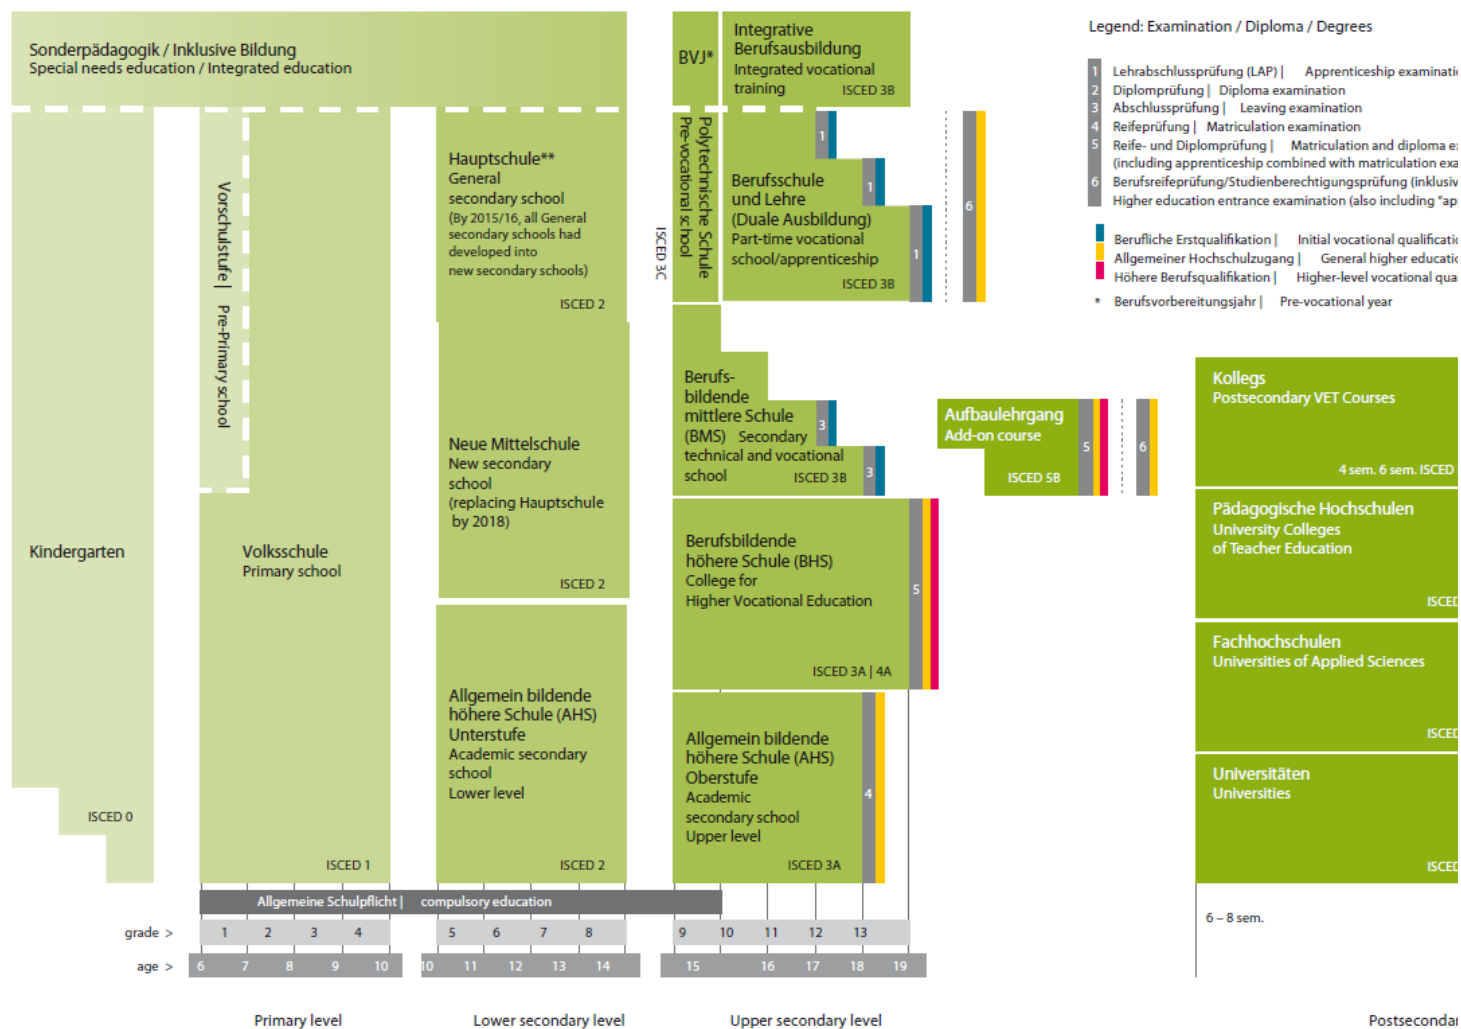 Sonderpädagogik / Inklusive Bildung
Special needs education / Integrated education
BVJ*
Integrative
Berufsausbildung
Integrated vocational
training
ISCED 3B
Legend: Examination / Diploma / Degrees
1 Lehrabschlussprüfung (LAP) | Apprenticeship
2 Diplomprüfung | Diploma examination
3 Abschlussprüfung | Leaving examination
4 Reifeprüfung | Matriculation examination
5 Reife- und Diplomprüfung | Matriculation and diploma
(including apprenticeship combined with matriculation
6 Berufsreifeprüfung/Studienberechtigungsprüfung
Higher education entrance examination (also including
Berufliche Erstqualifikation | Initial vocational
Allgemeiner Hochschulzugang | General higher
Höhere Berufsqualifikation | Higher-level vocational
* Berufsvorbereitungsjahr | Pre-vocational year
Kindergarten
ISCED 0
Vorschulstufe | Pre-Primary school
Volksschule
Primary school
ISCED 1
Hauptschule**
General
secondary school
(By 2015/16, all General
secondary schools had
developed into
new secondary schools)
ISCED 2
Neue Mittelschule
New secondary
school
(replacing Hauptschule
by 2018)
ISCED 2
Allgemein bildende
höhere Schule (AHS)
Unterstufe
Academic secondary
school
Lower level
ISCED 2
ISCED 3C
Polytechnische Schule
Pre-vocational school
Berufsschule
und Lehre
(Duale Ausbildung)
Part-time vocational
school/apprenticeship
ISCED 3B
1
1
1
6
Berufs-
bildende
mittlere Schule
(BMS) Secondary
technical and vocational
school
ISCED 3B
3
3
Aufbaulehrgang
Add-on course
ISCED 5B
5
6
Berufsbildende
höhere Schule (BHS)
College for
Higher Vocational Education
ISCED 3A | 4A
5
Allgemein bildende
höhere Schule (AHS)
Oberstufe
Academic
secondary school
Upper level
ISCED 3A
4
Kollegs
Postsecondary VET Courses
4 sem. 6 sem. ISCED
Pädagogische Hochschulen
University Colleges
of Teacher Education
ISCED
Fachhochschulen
Universities of Applied Sciences
ISCED
Universitäten
Universities
ISCED
6 – 8 sem.
Allgemeine Schulpflicht | compulsory education
grade > 1 2 3 4 5 6 7 8 9 10 11 12 13
age > 6 7 8 9 10 10 11 12 13 14 15 16 17 18 19
Primary level
Lower secondary level
Upper secondary level